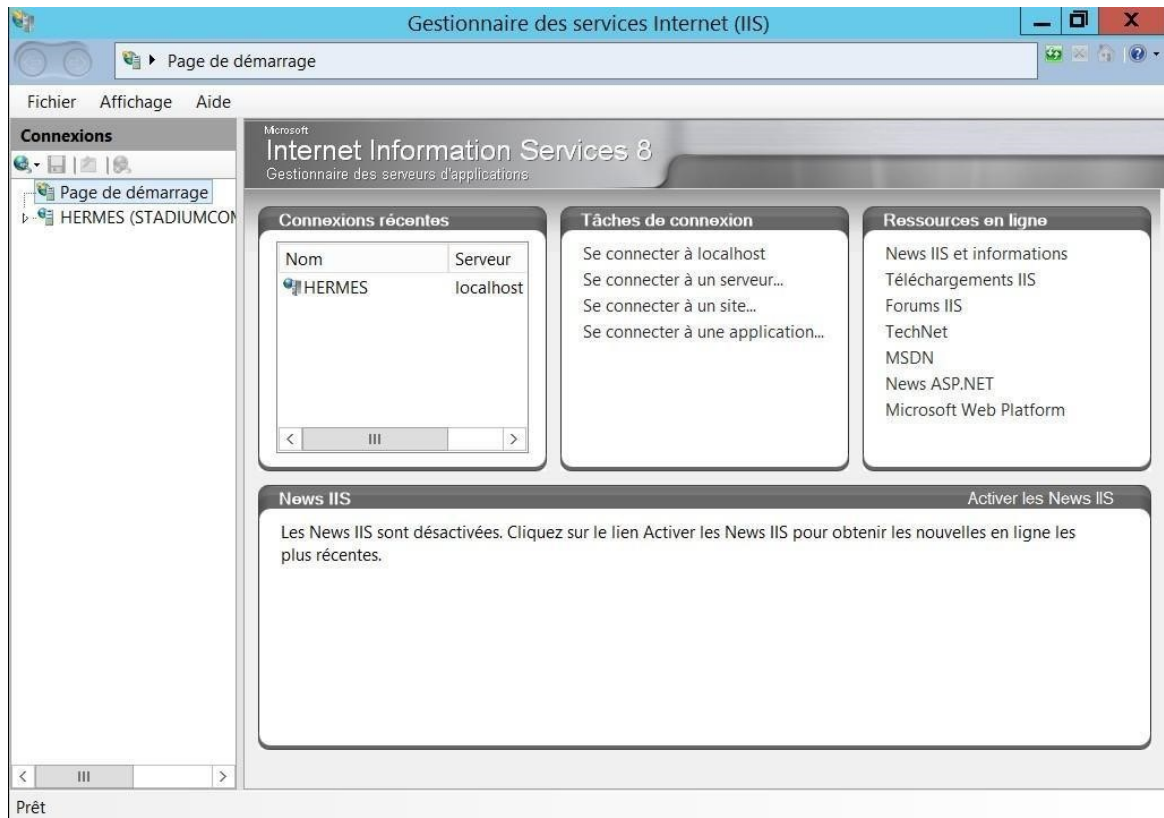 Gestionnaire des services Internet (IIS)
Page de démarrage
Fichier Affichage Aide
Connexions
Page de démarrage
HERMES (STADIUMCOM
Microsoft
Internet Information Services 8
Gestionnaire des serveurs d'applications
Connexions récentes
Nom Serveur
HERMES localhost
Tâches de connexion
Se connecter à localhost
Se connecter à un serveur...
Se connecter à un site...
Se connecter à une application...
Ressources en ligne
News IIS et informations
Téléchargements IIS
Forums IIS
TechNet
MSDN
News ASP.NET
Microsoft Web Platform
News IIS
Activer les News IIS
Les News IIS sont désactivées. Cliquez sur le lien Activer les News IIS pour obtenir les nouvelles en ligne les
plus récentes.
Prêt